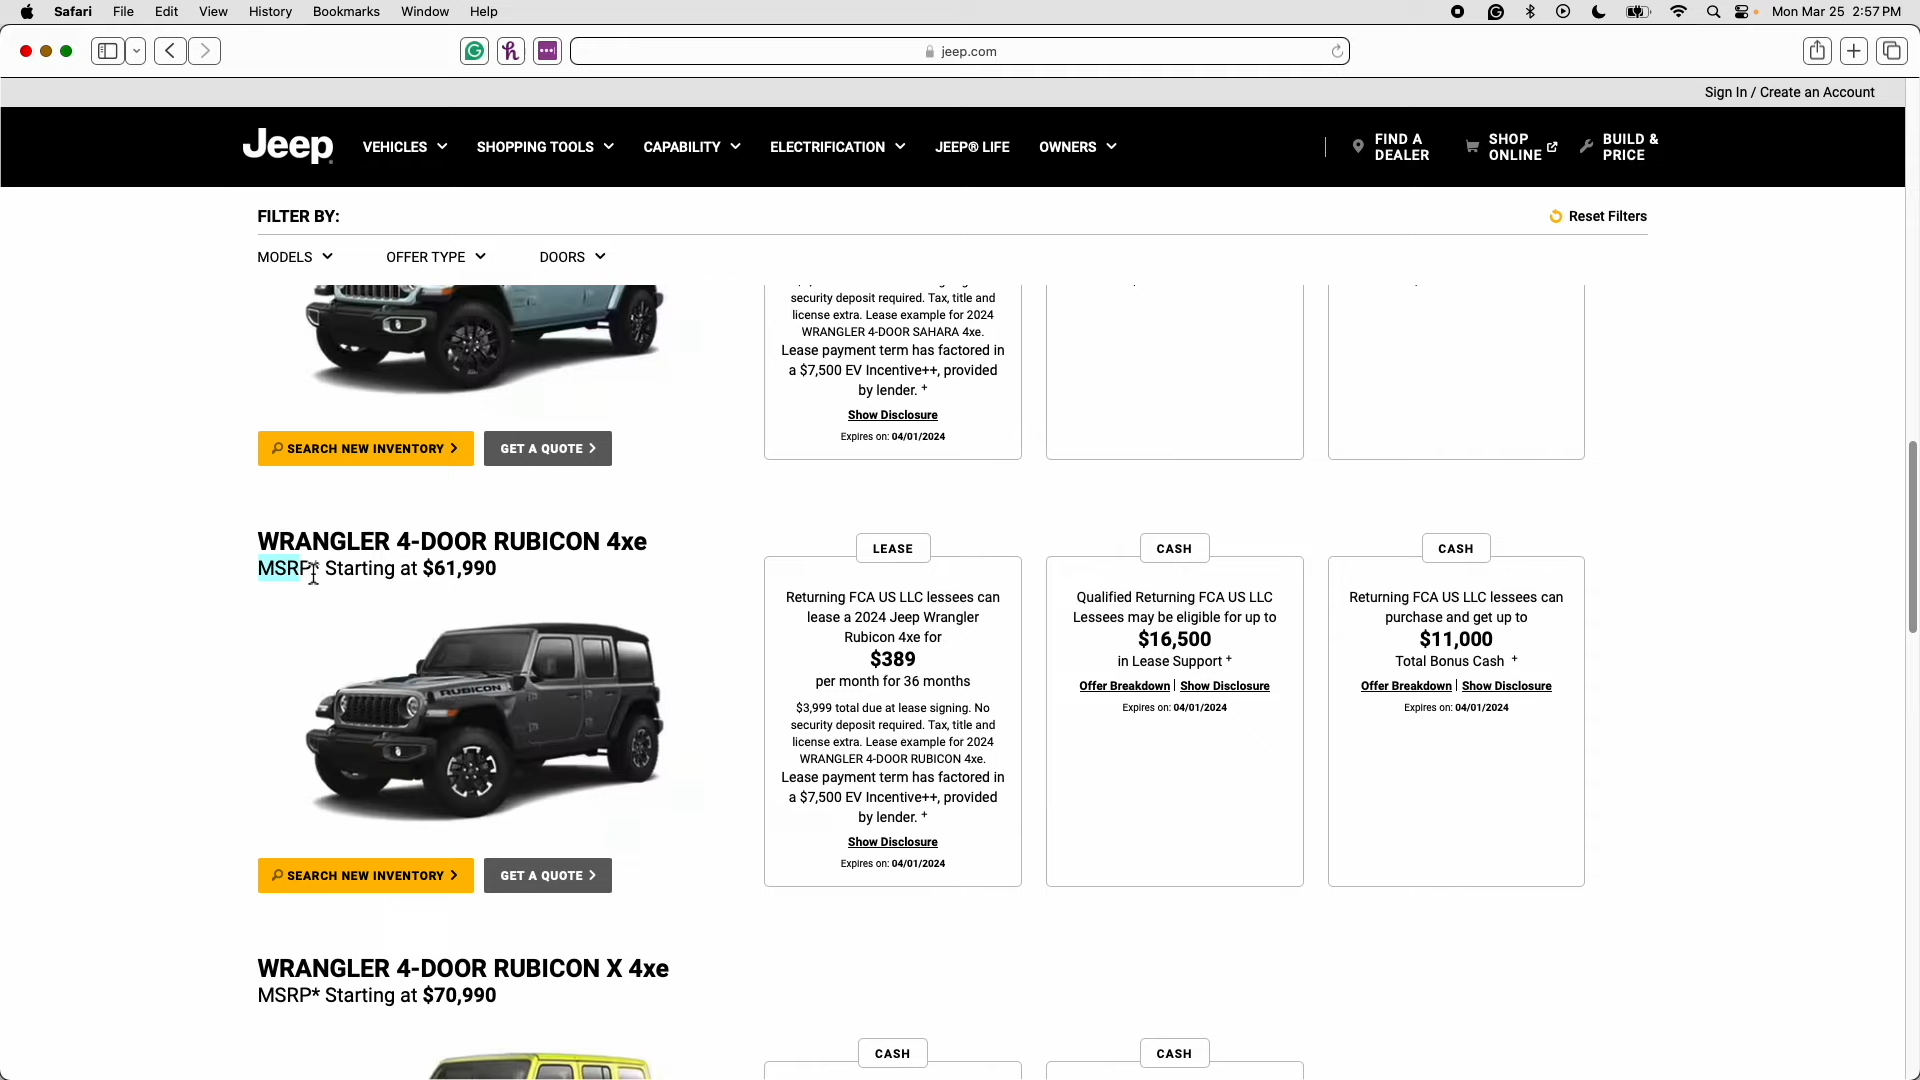 Safari File Edit View History Bookmarks Window Help Mon Mar 25 2:57 PM
jeep.com
Sign In / Create an Account
Jeep VEHICLES SHOPPING TOOLS CAPABILITY ELECTRIFICATION JEEP® LIFE OWNERS
FIND A
DEALER
SHOP
ONLINE
BUILD &
PRICE
FILTER BY:
Reset Filters
MODELS OFFER TYPE DOORS
security deposit required. Tax, title and
license extra. Lease example for 2024
WRANGLER 4-DOOR SAHARA 4xe.
Lease payment term has factored in
a $7,500 EV Incentive++, provided
by lender. +
Show Disclosure
Expires on: 04/01/2024
SEARCH NEW INVENTORY GET A QUOTE
WRANGLER 4-DOOR RUBICON 4xe
MSRP* Starting at $61,990
RUBICON
SEARCH NEW INVENTORY GET A QUOTE
LEASE
Returning FCA US LLC lessees can
lease a 2024 Jeep Wrangler
Rubicon 4xe for
$389
per month for 36 months
$3,999 total due at lease signing. No
security deposit required. Tax, title and
license extra. Lease example for 2024
WRANGLER 4-DOOR RUBICON 4xe.
Lease payment term has factored in
a $7,500 EV Incentive++, provided
by lender. +
Show Disclosure
Expires on: 04/01/2024
CASH
Qualified Returning FCA US LLC
Lessees may be eligible for up to
$16,500
in Lease Support +
Offer Breakdown | Show Disclosure
Expires on: 04/01/2024
CASH
Returning FCA US LLC lessees can
purchase and get up to
$11,000
Total Bonus Cash +
Offer Breakdown | Show Disclosure
Expires on: 04/01/2024
WRANGLER 4-DOOR RUBICON X 4xe
MSRP* Starting at $70,990
CASH
CASH